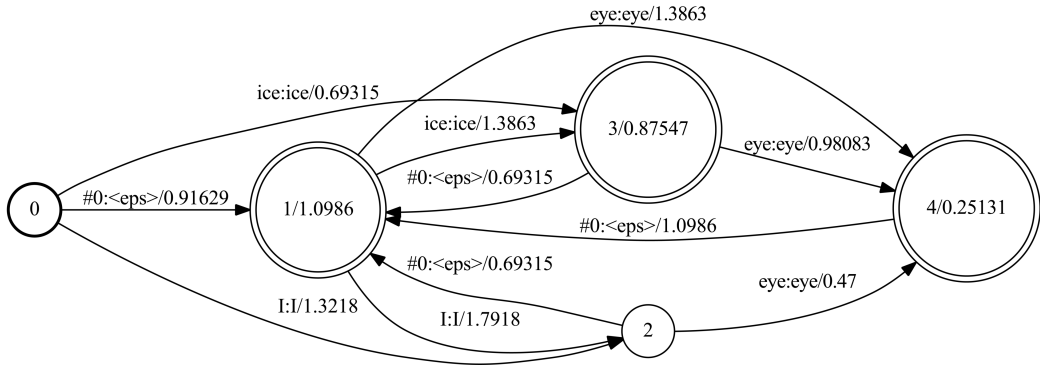 eye:eye/1.3863
ice:ice/0.69315
ice:ice/1.3863
3/0.87547
eye:eye/0.98083
#0:<eps>/0.69315
#0:<eps>/0.91629
0
1/1.0986
4/0.25131
#0:<eps>/1.0986
#0:<eps>/0.69315
eye:eye/0.47
I:I/1.3218
I:I/1.7918
2